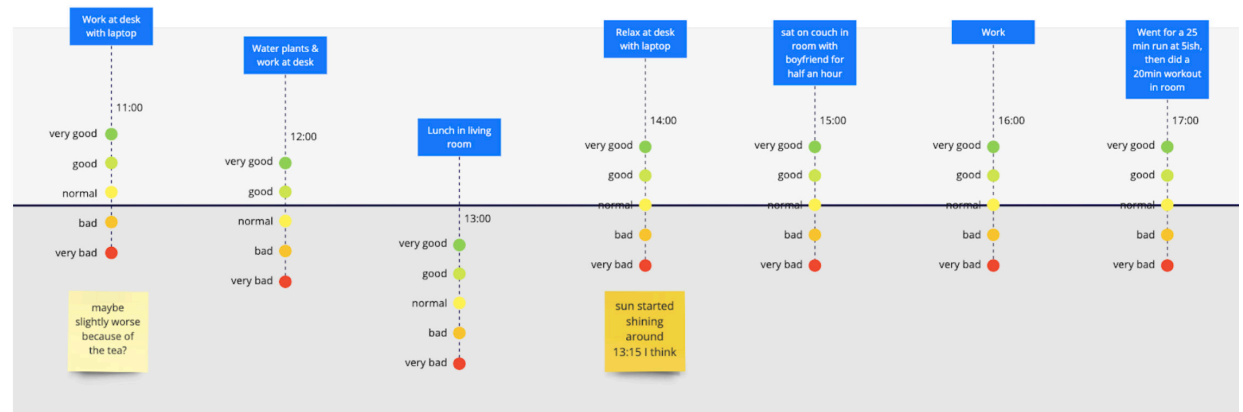 Work at desk
with laptop
11:00
very good
good
normal
bad
very bad
maybe
slightly worse
because of
the tea?
Water plants &
work at desk
12:00
very good
good
normal
bad
very bad
Lunch in living
room
13:00
very good
good
normal
bad
very bad
Relax at desk
with laptop
14:00
very good
good
normal
bad
very bad
sun started
shining
around
13:15 I think
sat on couch in
room with
boyfriend for
half an hour
15:00
very good
good
normal
bad
very bad
Work
16:00
very good
good
normal
bad
very bad
Went for a 25
min run at 5ish,
then did a
20min workout
in room
17:00
very good
good
normal
bad
very bad